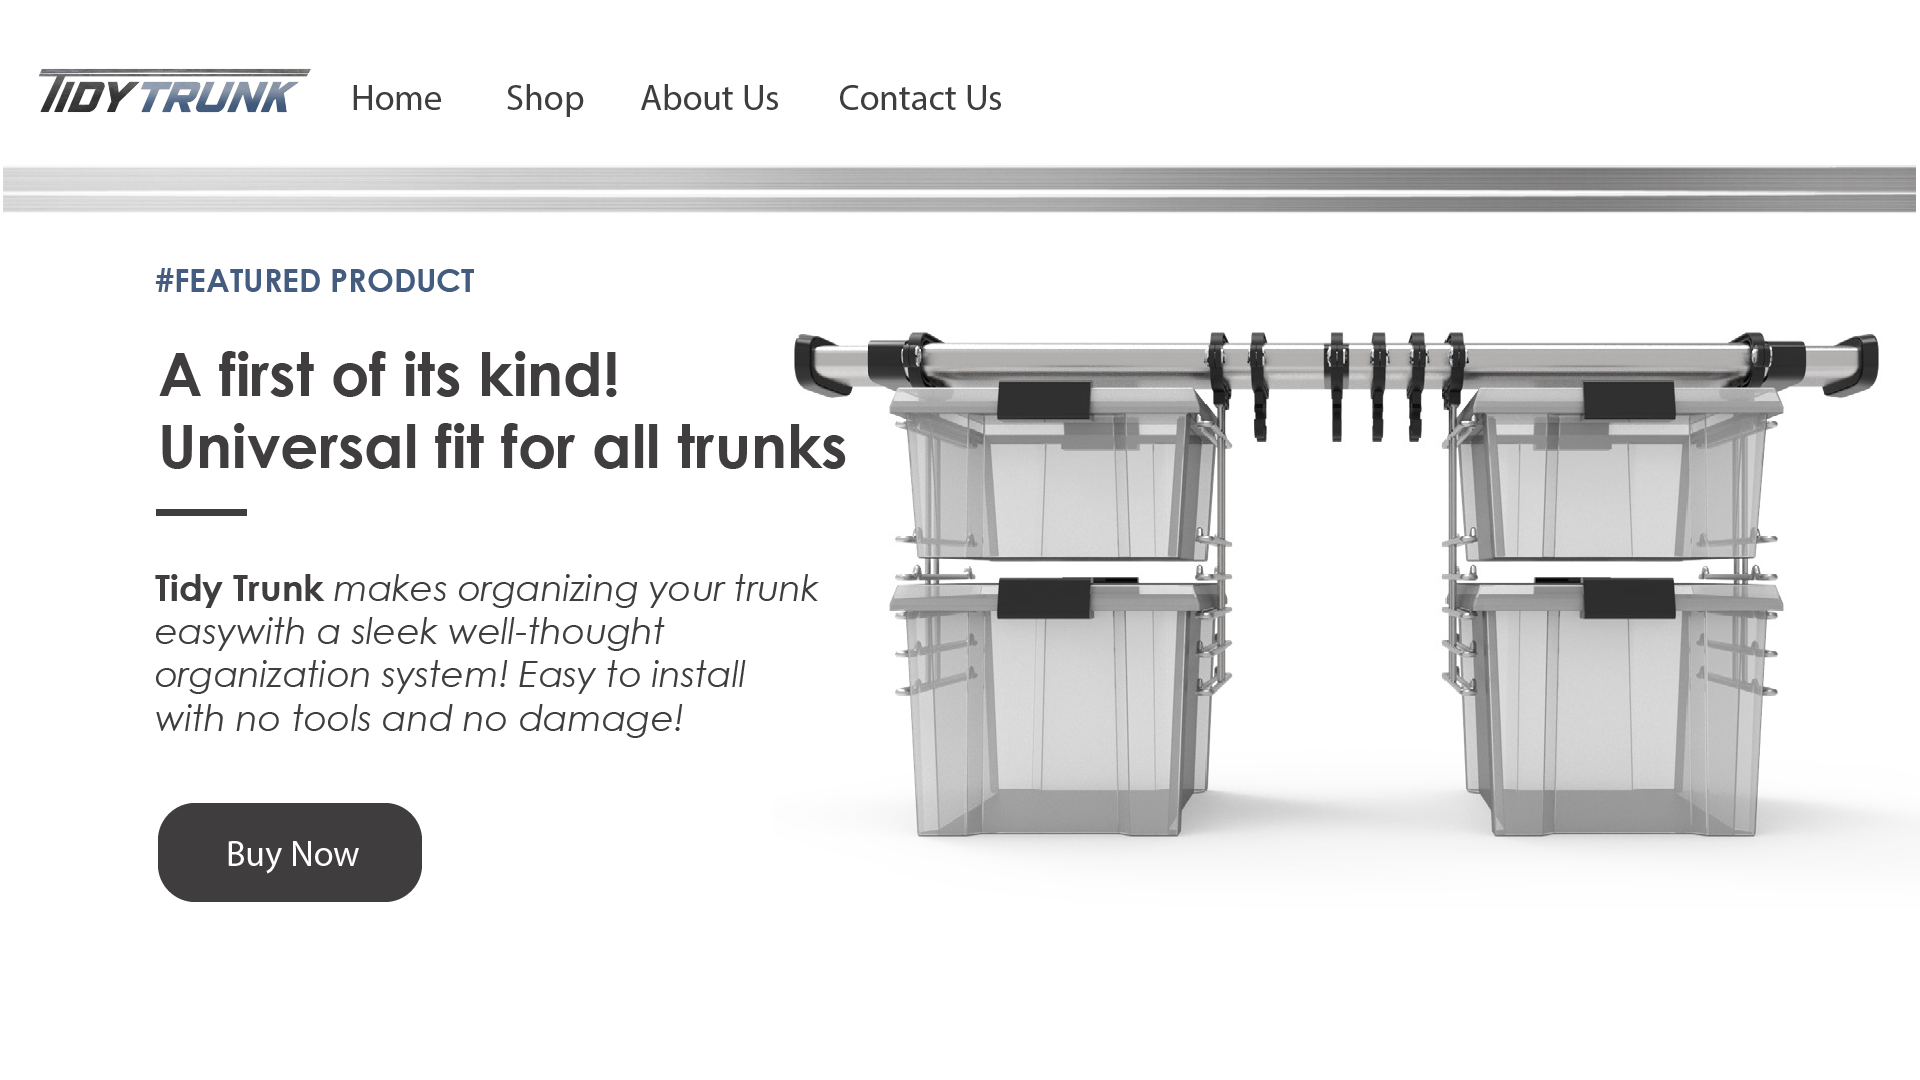 TIDYTRUNK Home Shop About Us Contact Us
#FEATURED PRODUCT
A first of its kind!
Universal fit for all trunks
Tidy Trunk makes organizing your trunk
easywith a sleek well-thought
organization system! Easy to install
with no tools and no damage!
Buy Now